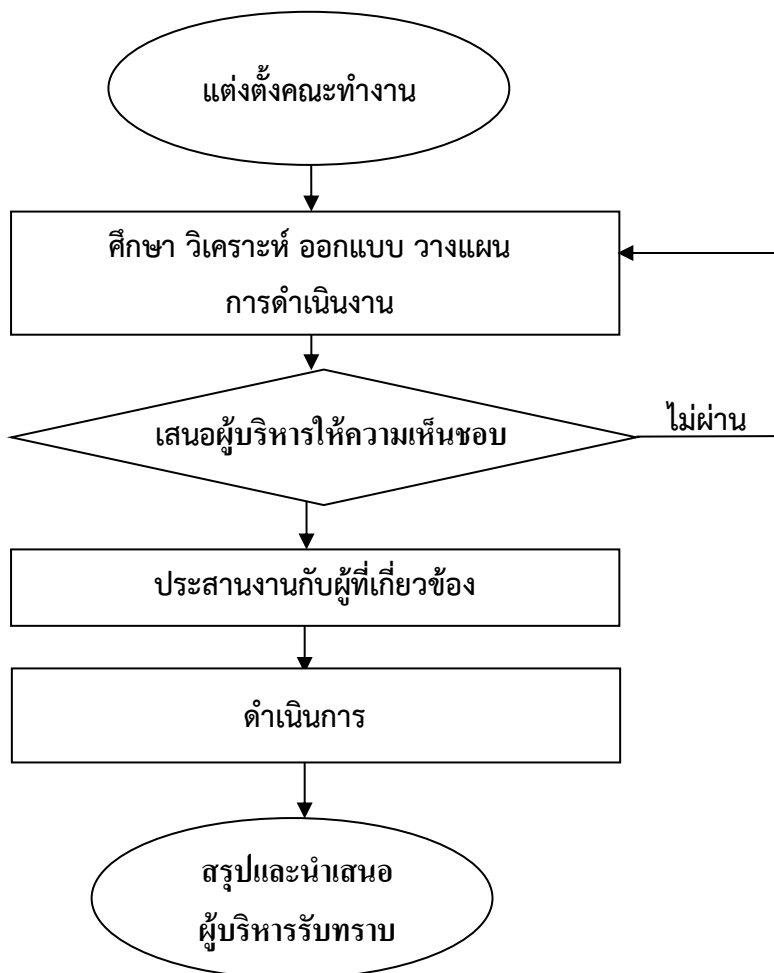 แต่งตั้งคณะทำงาน
ศึกษา วิเคราะห์ ออกแบบ วางแผน
การดำเนินงาน
เสนอผู้บริหารให้ความเห็นชอบ
ไม่ผ่าน
ประสานงานกับผู้ที่เกี่ยวข้อง
ดำเนินการ
สรุปและนำเสนอ
ผู้บริหารรับทราบ